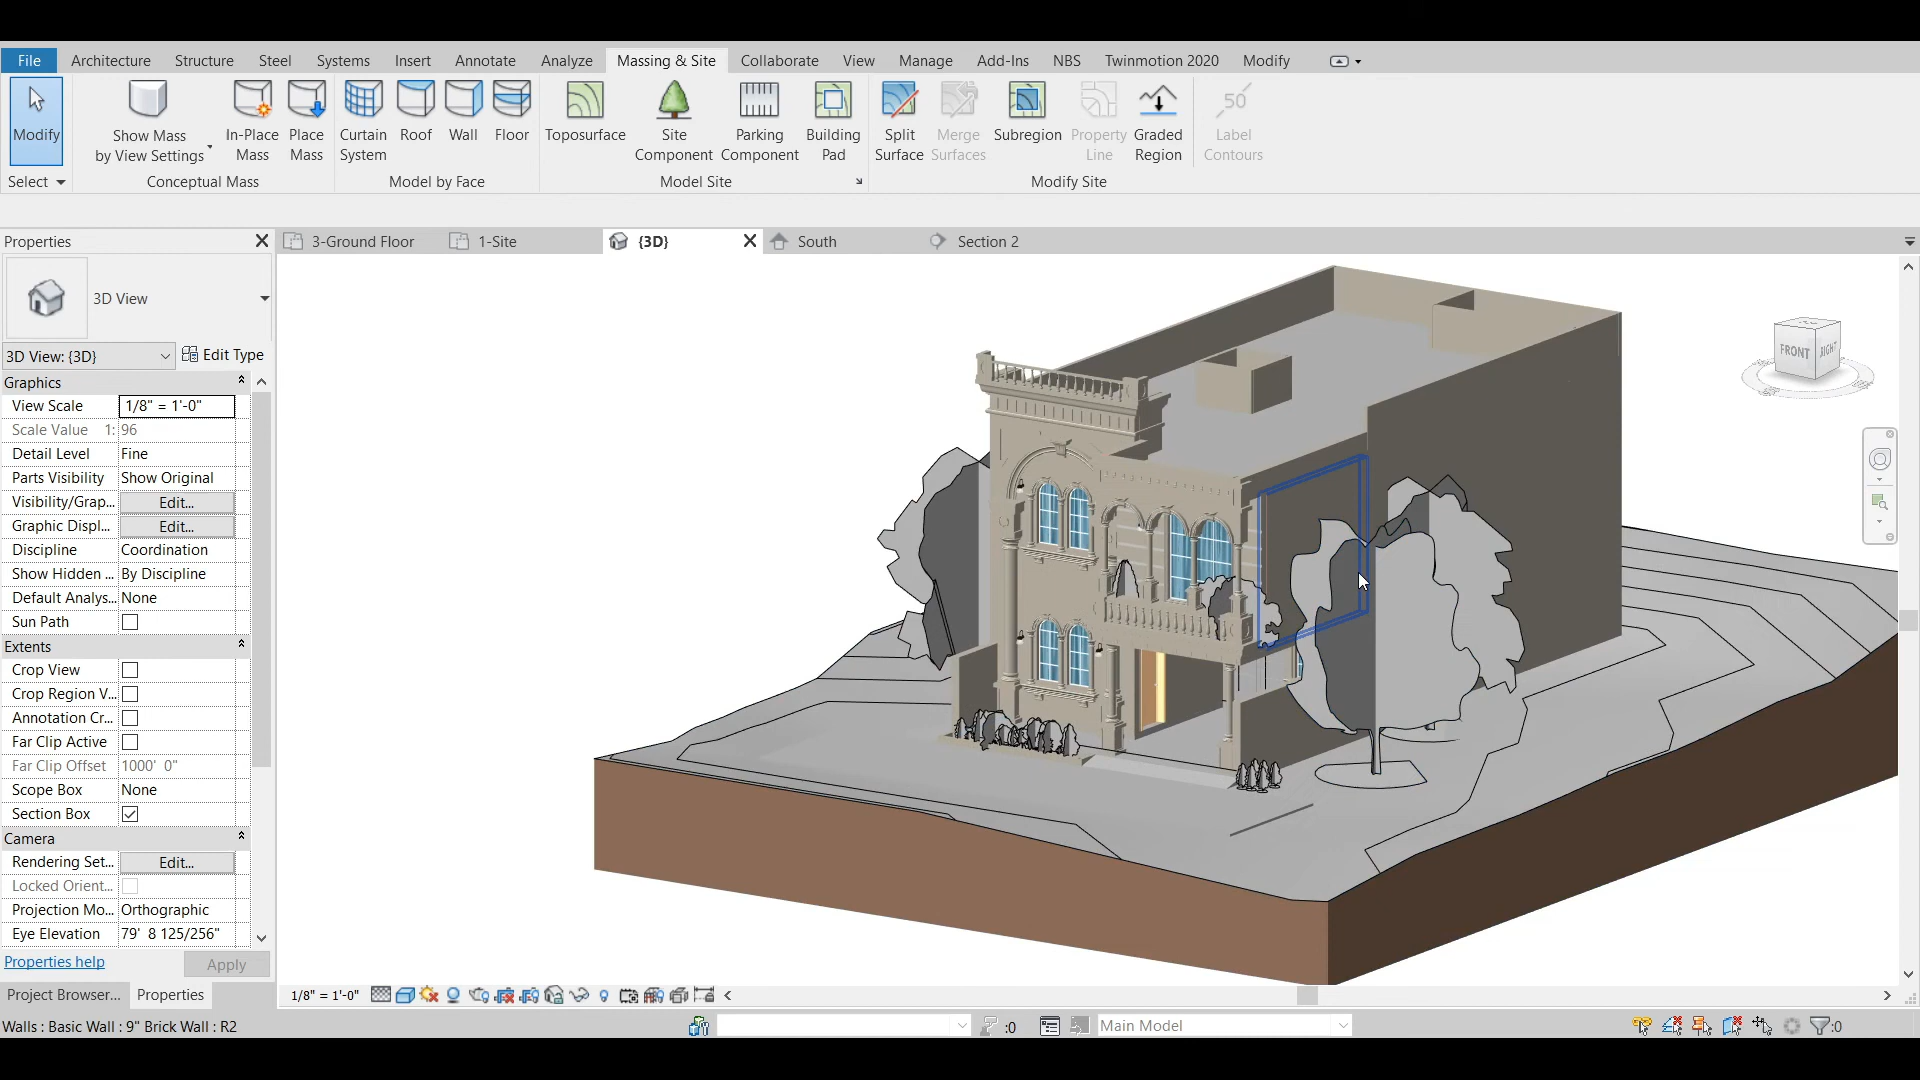 File Architecture Structure Steel Systems Insert Annotate Analyze Massing & Site Collaborate View Manage Add-Ins NBS Twinmotion 2020 Modify
Modify
Show Mass
by View Settings
In-Place
Mass
Place
Mass
Curtain
System
Roof
Wall
Floor
Toposurface
Site
Component
Parking
Component
Building
Pad
Split
Surface
Merge
Surfaces
Subregion
Property
Line
Graded
Region
50
Label
Contours
Select Conceptual Mass Model by Face Model Site Modify Site
Properties
3-Ground Floor 1-Site {3D} South Section 2
3D View
3D View: {3D} Edit Type
Graphics
View Scale 1/8" = 1'-0"
Scale Value 1: 96
Detail Level Fine
Parts Visibility Show Original
Visibility/Grap... Edit...
Graphic Displ... Edit...
Discipline Coordination
Show Hidden ... By Discipline
Default Analys... None
Sun Path
Extents
Crop View
Crop Region V...
Annotation Cr...
Far Clip Active
Far Clip Offset 1000' 0"
Scope Box None
Section Box
Camera
Rendering Set... Edit...
Locked Orient...
Projection Mo... Orthographic
Eye Elevation 79' 8 125/256"
Properties help Apply
Project Browser... Properties
FRONT RIGHT
1/8" = 1'-0"
Walls : Basic Wall : 9" Brick Wall : R2
:0
Main Model
:0